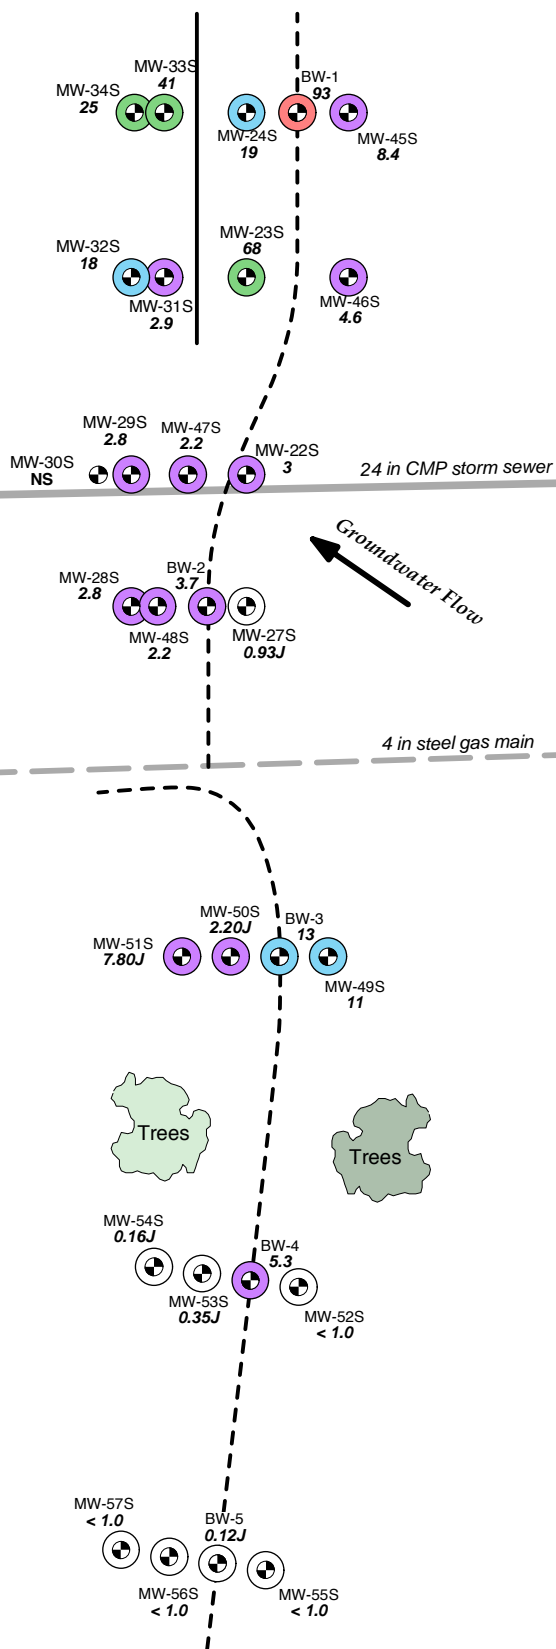 MW-33S
41
MW-34S
25
BW-1
93
MW-24S
19
MW-45S
8.4
MW-23S
68
MW-32S
18
MW-31S
2.9
MW-46S
4.6
MW-29S
2.8
MW-47S
2.2
MW-22S
3
MW-30S
NS
24 in CMP storm sewer
Groundwater Flow
BW-2
3.7
MW-28S
2.8
MW-48S
2.2
MW-27S
0.93J
4 in steel gas main
MW-50S
2.20J
BW-3
13
MW-51S
7.80J
MW-49S
11
Trees
Trees
MW-54S
0.16J
BW-4
5.3
MW-53S
0.35J
MW-52S
< 1.0
MW-57S
< 1.0
BW-5
0.12J
MW-56S
< 1.0
MW-55S
< 1.0